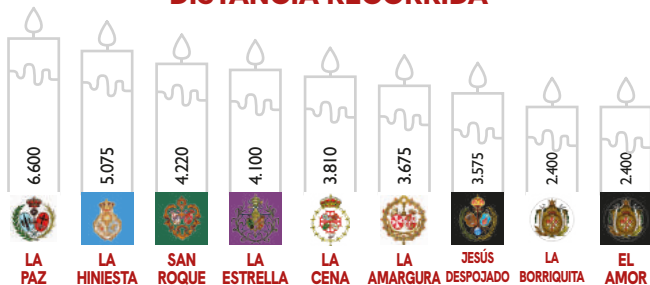 DISTANCIA RECORRIDA
6.600
5.075
4.220
4.100
3.810
3.675
3.575
2.400
2.400
LA
PAZ
LA
HINIESTA
SAN
ROQUE
LA
ESTRELLA
LA
CENA
LA
AMARGURA
JESÚS
DESPOJADO
LA
BORRIQUITA
EL
AMOR